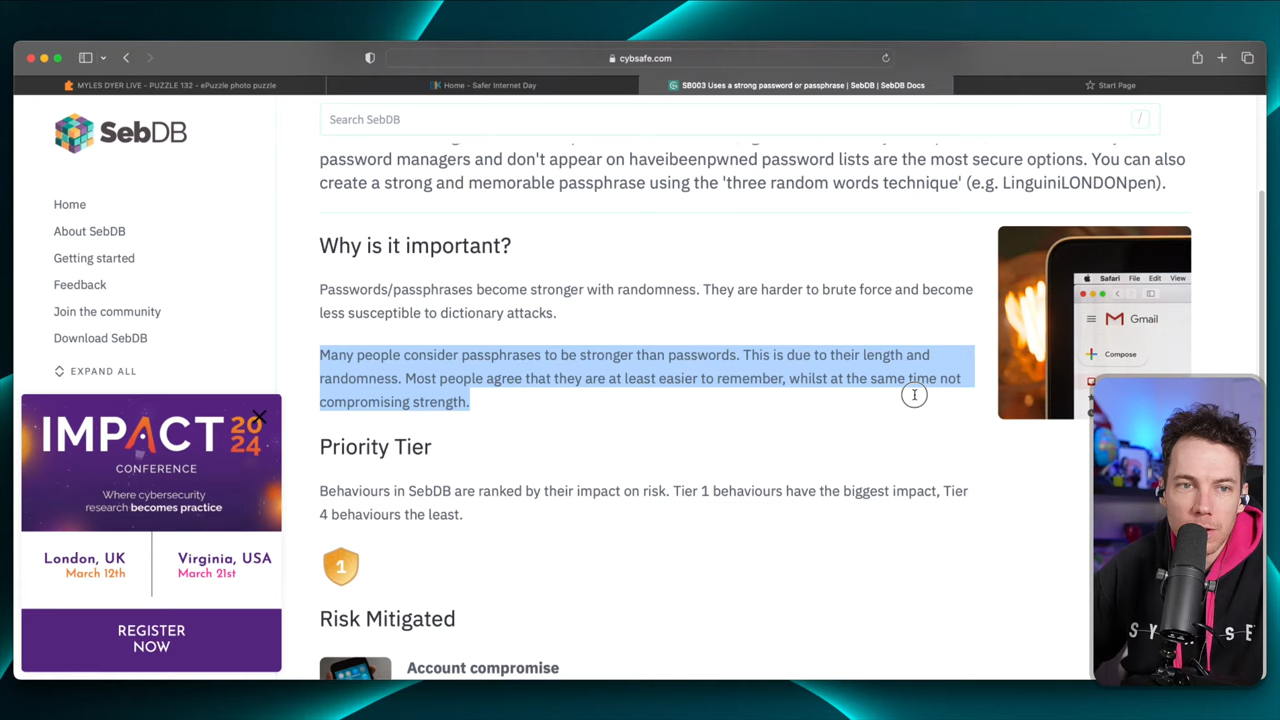 cybsafe.com
MYLES DYER LIVE - PUZZLE 132 - ePuzzle photo puzzle
Home - Safer Internet Day
SB003 Uses a strong password or passphrase | SebDB | SebDB Docs
Start Page
SebDB
Search SebDB
/
Home
About SebDB
Getting started
Feedback
Join the community
Download SebDB
EXPAND ALL
IMPACT 20
24
CONFERENCE
Where cybersecurity
research becomes practice
London, UK
March 12th
Virginia, USA
March 21st
REGISTER
NOW
password managers and don't appear on haveibeenpwned password lists are the most secure options. You can also
create a strong and memorable passphrase using the 'three random words technique' (e.g. LinguiniLONDONpen).
Why is it important?
Passwords/passphrases become stronger with randomness. They are harder to brute force and become
less susceptible to dictionary attacks.
Many people consider passphrases to be stronger than passwords. This is due to their length and
randomness. Most people agree that they are at least easier to remember, whilst at the same time not
compromising strength.
Priority Tier
Behaviours in SebDB are ranked by their impact on risk. Tier 1 behaviours have the biggest impact, Tier
4 behaviours the least.
1
Risk Mitigated
Account compromise
Safari File Edit View
Gmail
Compose